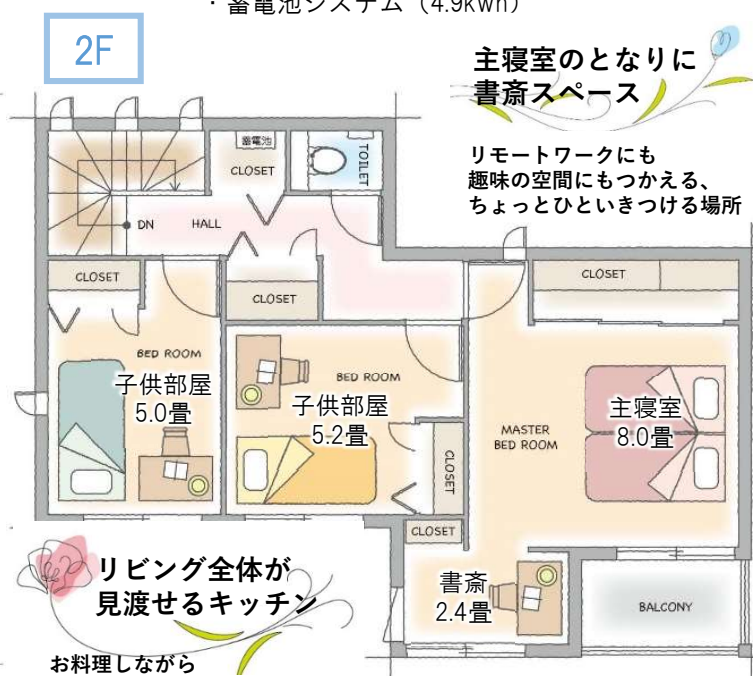 ・蓄電池システム（4.9kwh）
2F
主寝室のとなりに
書斎スペース
リモートワークにも
趣味の空間にもつかえる、
ちょっとひといきつける場所
蓄電池
CLOSET
TOILET
DN
HALL
CLOSET
CLOSET
CLOSET
BED ROOM
子供部屋
5.0畳
BED ROOM
子供部屋
5.2畳
CLOSET
MASTER
BED ROOM
主寝室
8.0畳
CLOSET
書斎
2.4畳
BALCONY
リビング全体が
見渡せるキッチン
お料理しながら